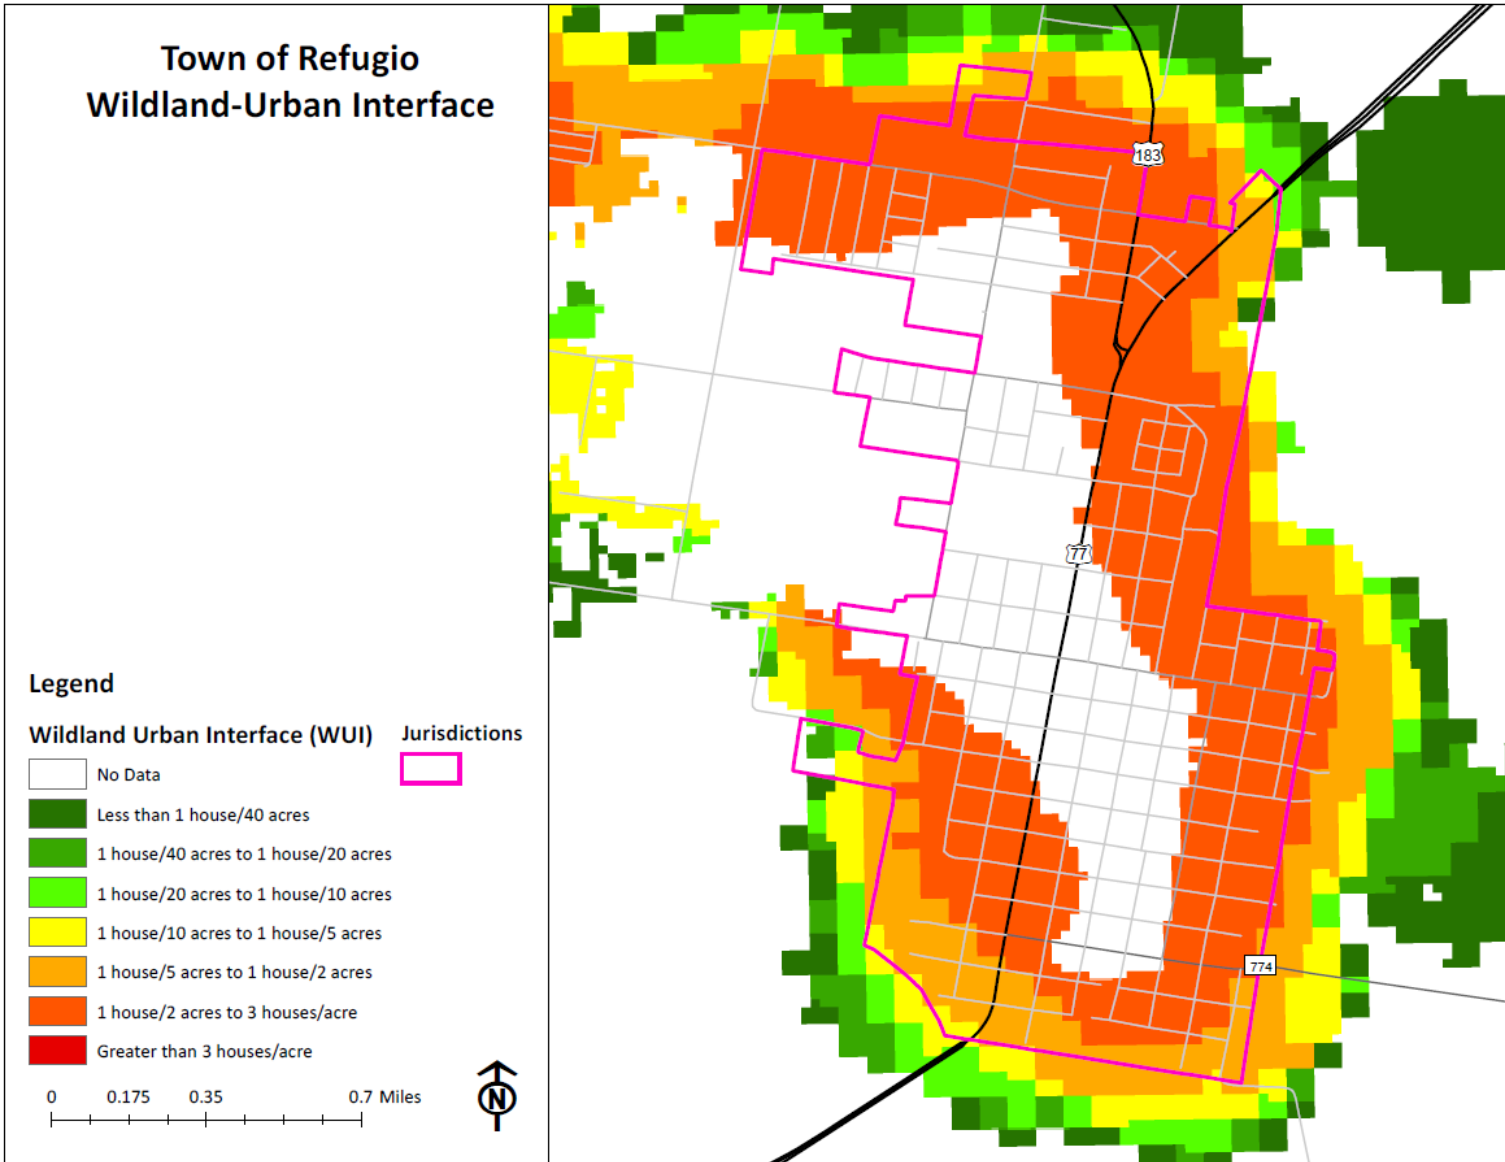 Town of Refugio
Wildland-Urban Interface
183
77
774
Legend
Wildland Urban Interface (WUI)
Jurisdictions
No Data
Less than 1 house/40 acres
1 house/40 acres to 1 house/20 acres
1 house/20 acres to 1 house/10 acres
1 house/10 acres to 1 house/5 acres
1 house/5 acres to 1 house/2 acres
1 house/2 acres to 3 houses/acre
Greater than 3 houses/acre
0 0.175 0.35 0.7 Miles
N